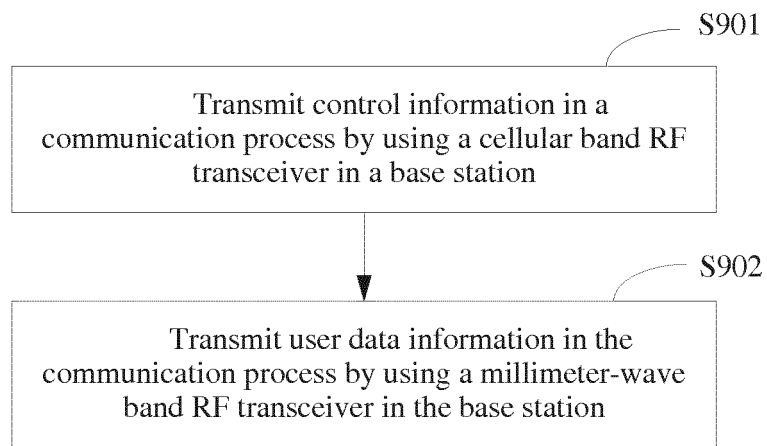 S901
Transmit control information in a
communication process by using a cellular band RF
transceiver in a base station
S902
Transmit user data information in the
communication process by using a millimeter-wave
band RF transceiver in the base station